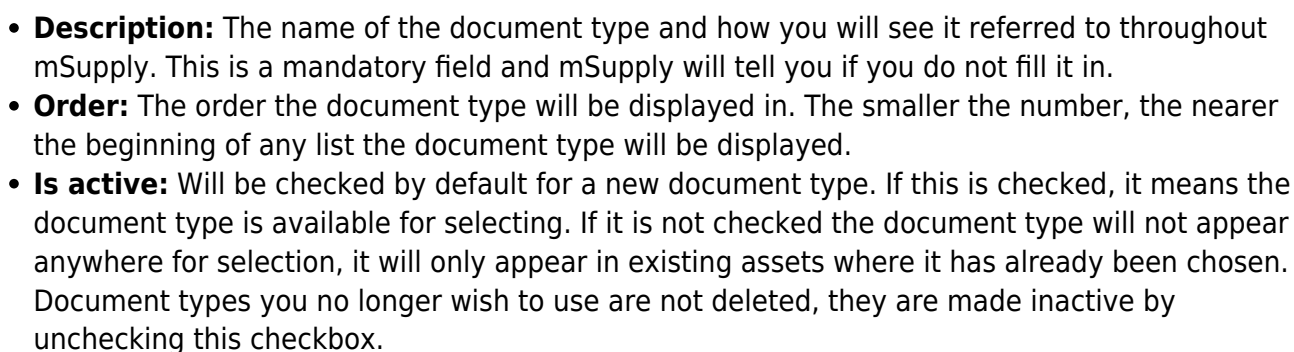 • Description: The name of the document type and how you will see it referred to throughout
mSupply. This is a mandatory field and mSupply will tell you if you do not fill it in.
• Order: The order the document type will be displayed in. The smaller the number, the nearer
the beginning of any list the document type will be displayed.
• Is active: Will be checked by default for a new document type. If this is checked, it means the
document type is available for selecting. If it is not checked the document type will not appear
anywhere for selection, it will only appear in existing assets where it has already been chosen.
Document types you no longer wish to use are not deleted, they are made inactive by
unchecking this checkbox.